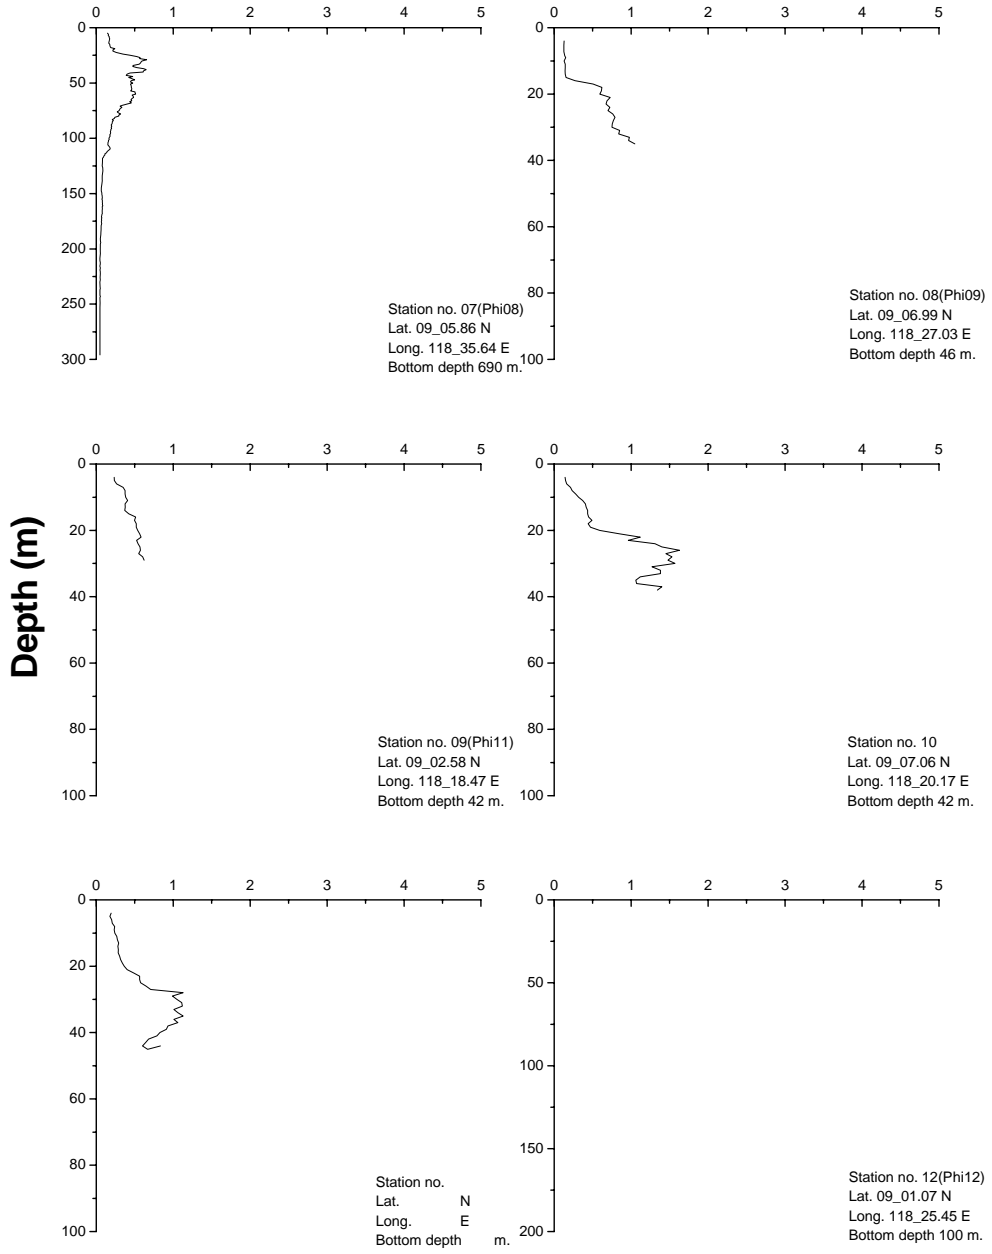 0 1 2 3 4 5
0
50
100
150
200
250
300
Station no. 07(Phi08)
Lat. 09_05.86 N
Long. 118_35.64 E
Bottom depth 690 m.
0 1 2 3 4 5
0
20
40
60
80
100
Station no. 08(Phi09)
Lat. 09_06.99 N
Long. 118_27.03 E
Bottom depth 46 m.
Depth (m)
0 1 2 3 4 5
0
20
40
60
80
100
Station no. 09(Phi11)
Lat. 09_02.58 N
Long. 118_18.47 E
Bottom depth 42 m.
0 1 2 3 4 5
0
20
40
60
80
100
Station no. 10
Lat. 09_07.06 N
Long. 118_20.17 E
Bottom depth 42 m.
0 1 2 3 4 5
0
20
40
60
80
100
Station no.
Lat. N
Long. E
Bottom depth m.
0 1 2 3 4 5
0
50
100
150
200
Station no. 12(Phi12)
Lat. 09_01.07 N
Long. 118_25.45 E
Bottom depth 100 m.